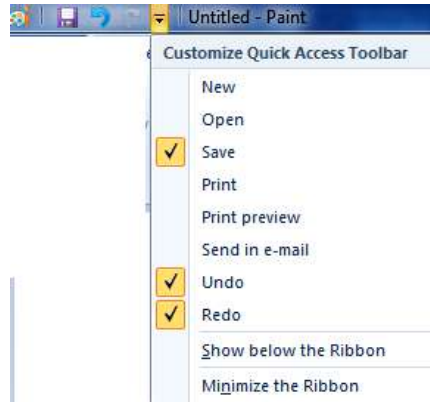 Untitled - Paint
Customize Quick Access Toolbar
New
Open
Save
Print
Print preview
Send in e-mail
Undo
Redo
Show below the Ribbon
Minimize the Ribbon